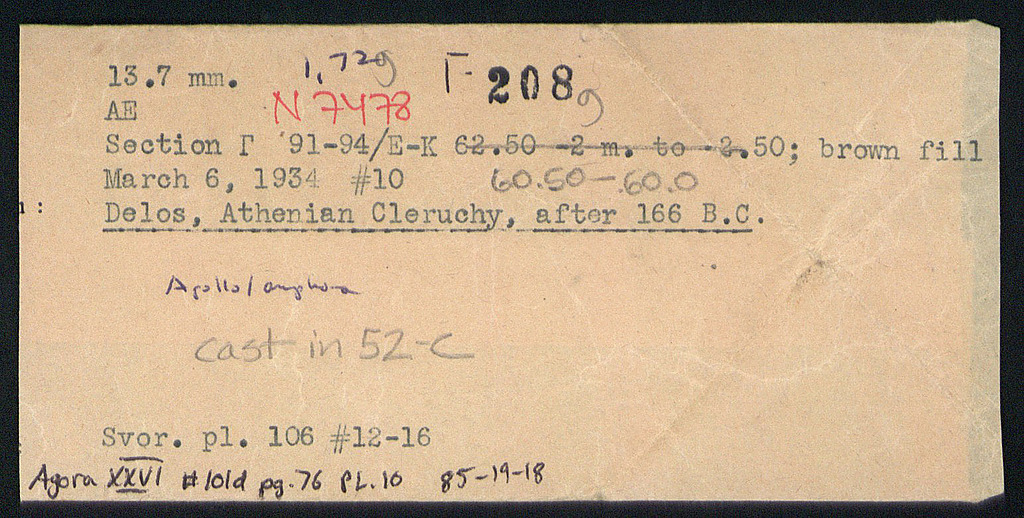 13.7 mm. 1,72g Γ- 208g
AE N 7478
Section Γ '91-94/E-K 62.50 -2 m. to -2.50; brown fill
March 6, 1934 #10 60.50-60.0
:
Delos, Athenian Cleruchy, after 166 B.C.
Apollo/amphora
cast in 52-C
Svor. pl. 106 #12-16
Agora XXVI #101d pg. 76 PL. 10 85-19-18